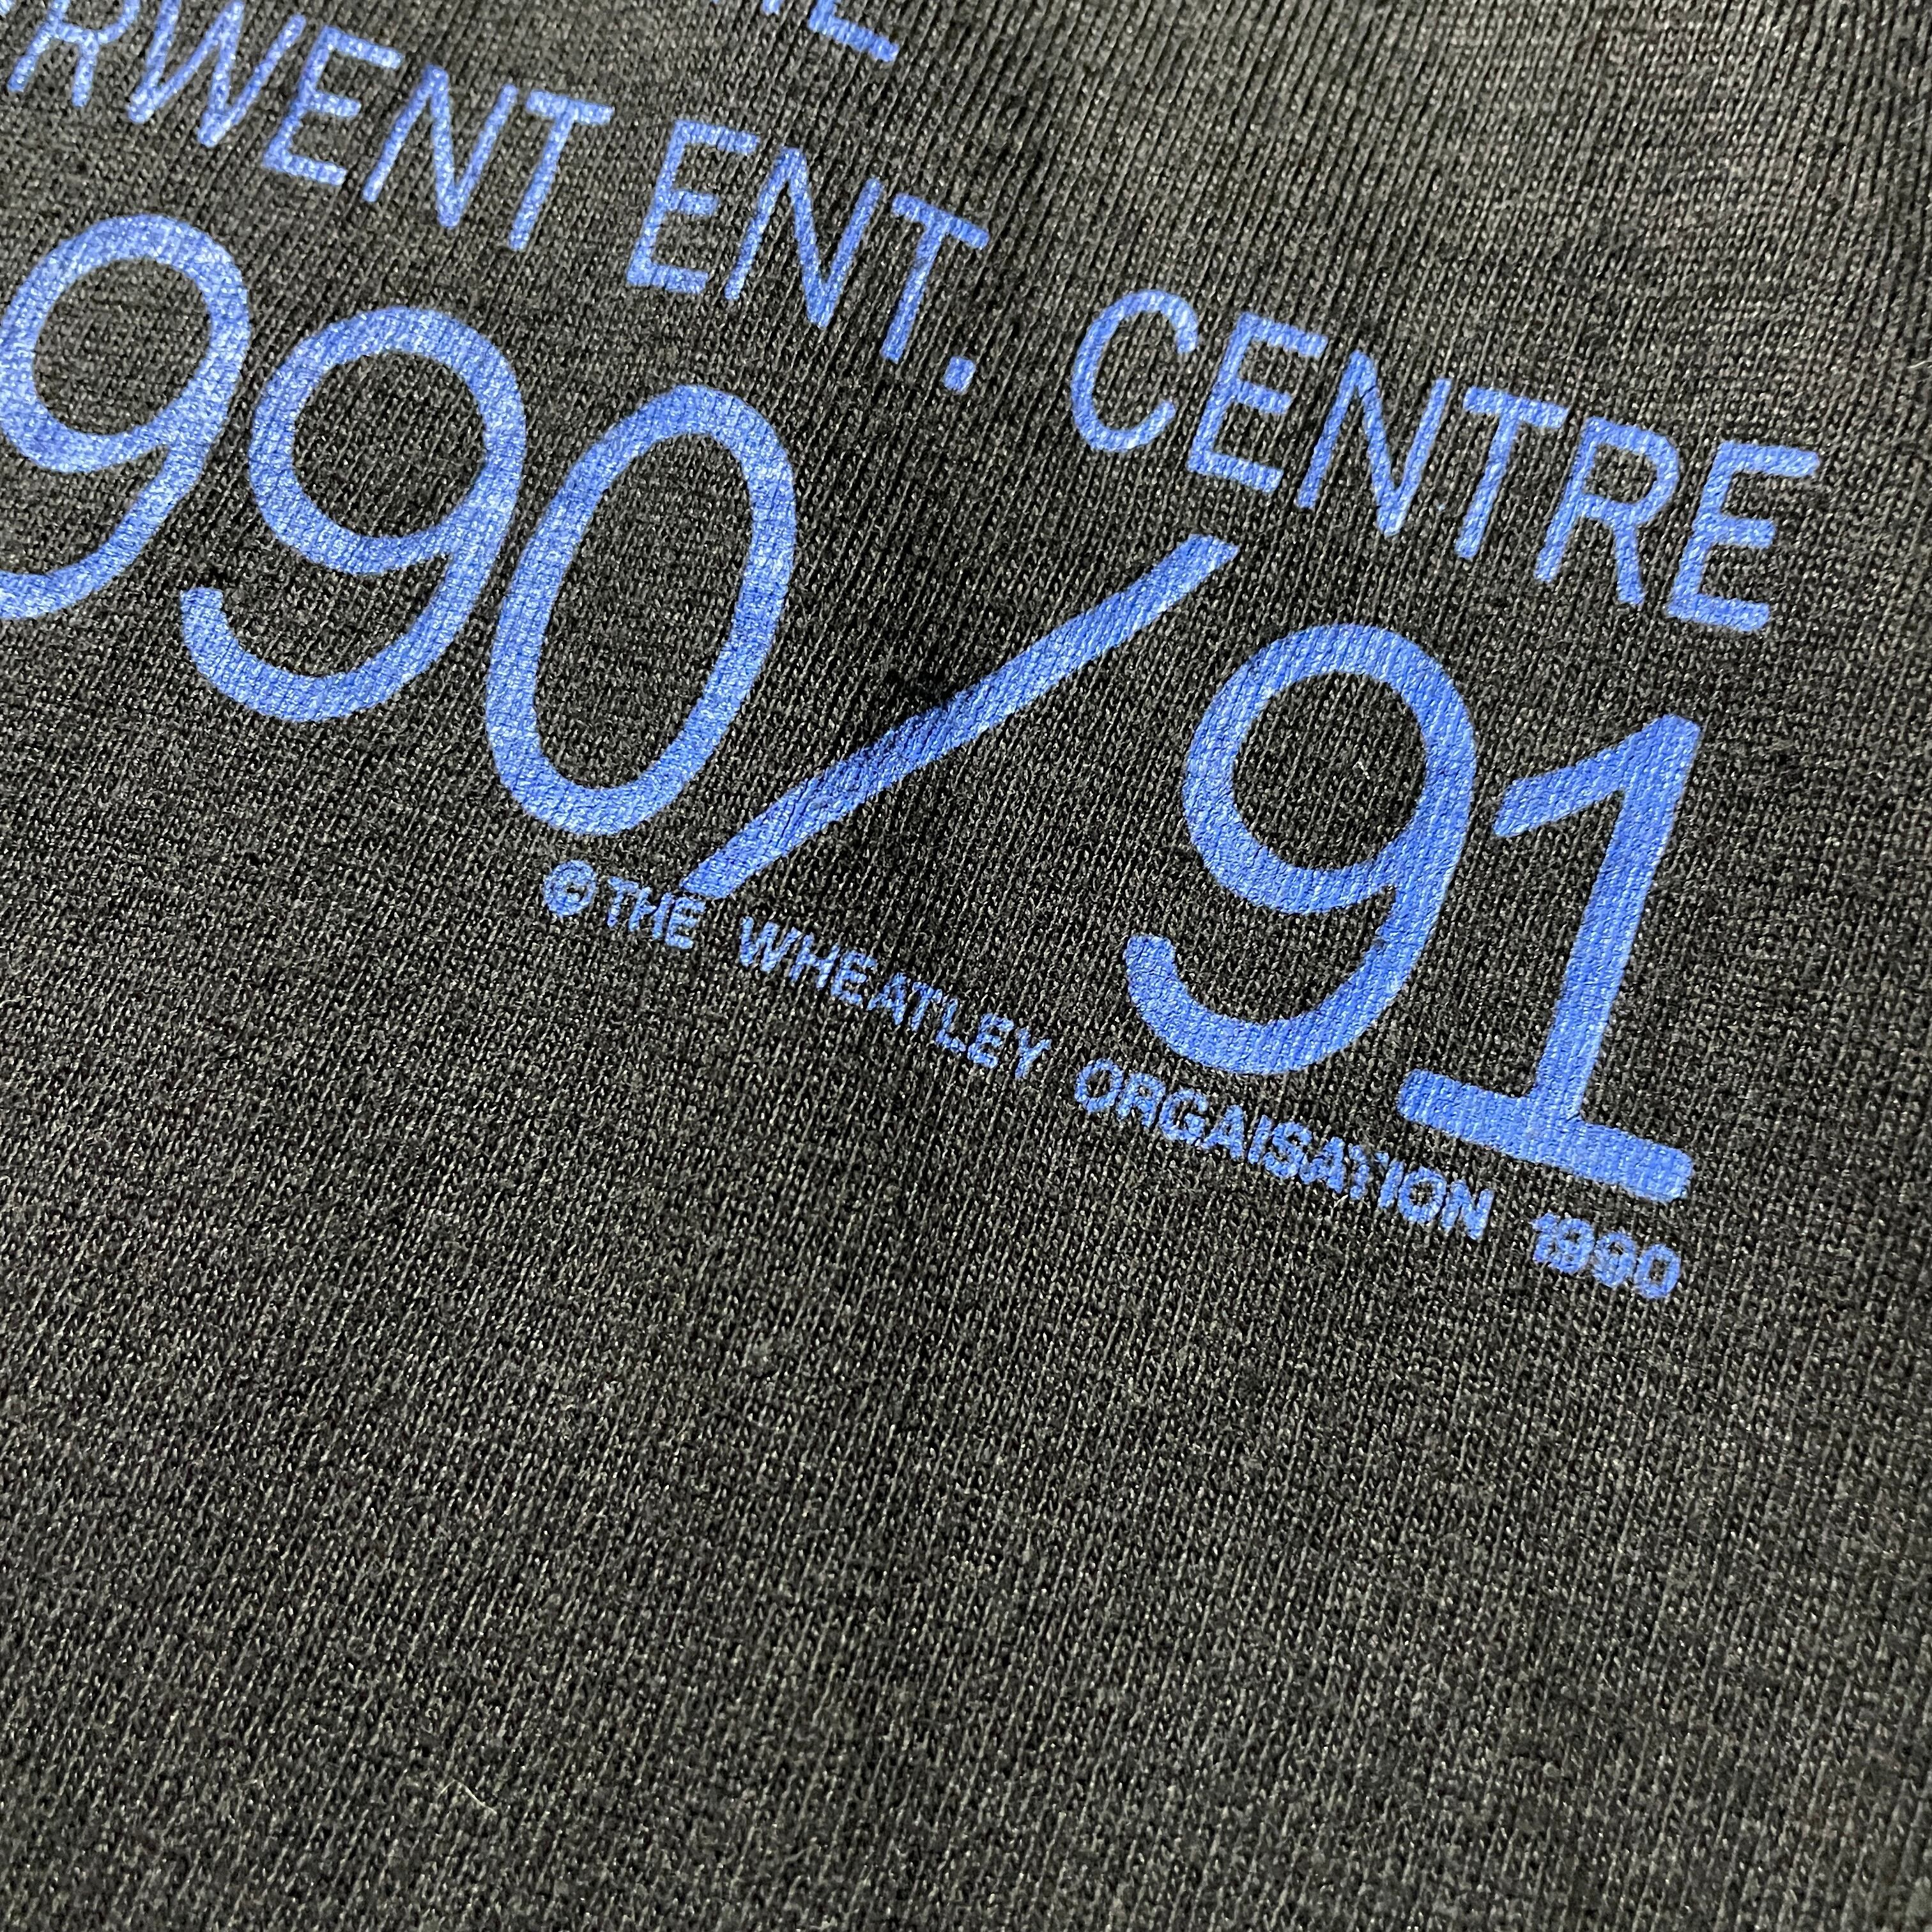 RWENT ENT. CENTRE
990/91
©THE WHEATLEY ORGAISATION 1990